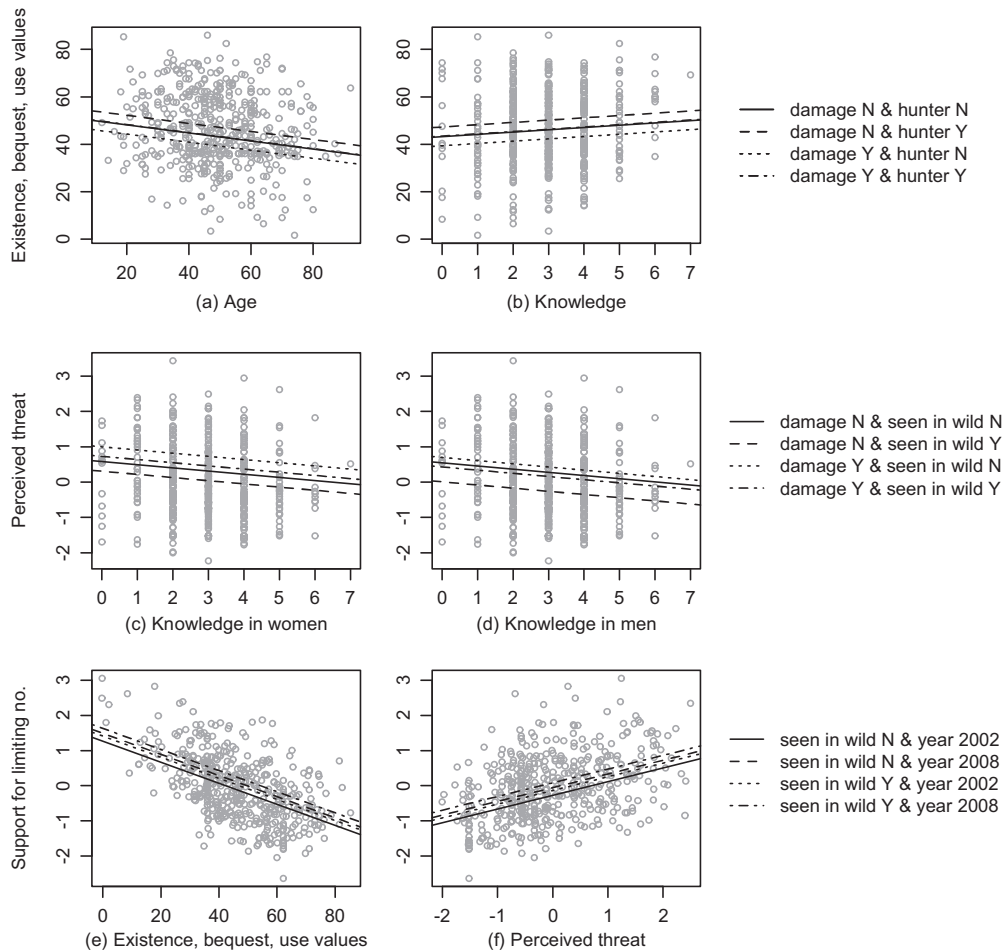 Existence, bequest, use values
0 20 40 60 80
20 40 60 80
(a) Age
0 20 40 60 80
0 1 2 3 4 5 6 7
(b) Knowledge
damage N & hunter N
damage N & hunter Y
damage Y & hunter N
damage Y & hunter Y
Perceived threat
-2 -1 0 1 2 3
0 1 2 3 4 5 6 7
(c) Knowledge in women
-2 -1 0 1 2 3
0 1 2 3 4 5 6 7
(d) Knowledge in men
damage N & seen in wild N
damage N & seen in wild Y
damage Y & seen in wild N
damage Y & seen in wild Y
Support for limiting no.
-2 -1 0 1 2 3
0 20 40 60 80
(e) Existence, bequest, use values
-2 -1 0 1 2 3
-2 -1 0 1 2
(f) Perceived threat
seen in wild N & year 2002
seen in wild N & year 2008
seen in wild Y & year 2002
seen in wild Y & year 2008